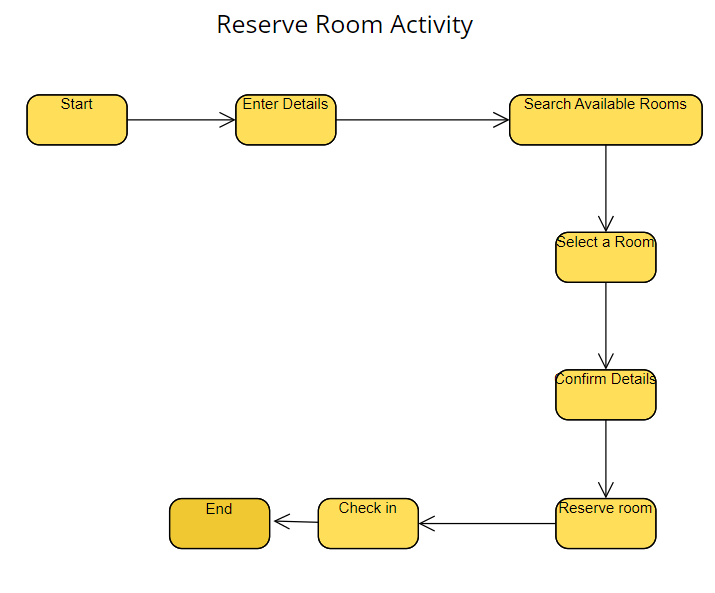 Reserve Room Activity
Start
Enter Details
Search Available Rooms
Select a Room
Confirm Details
Reserve room
Check in
End